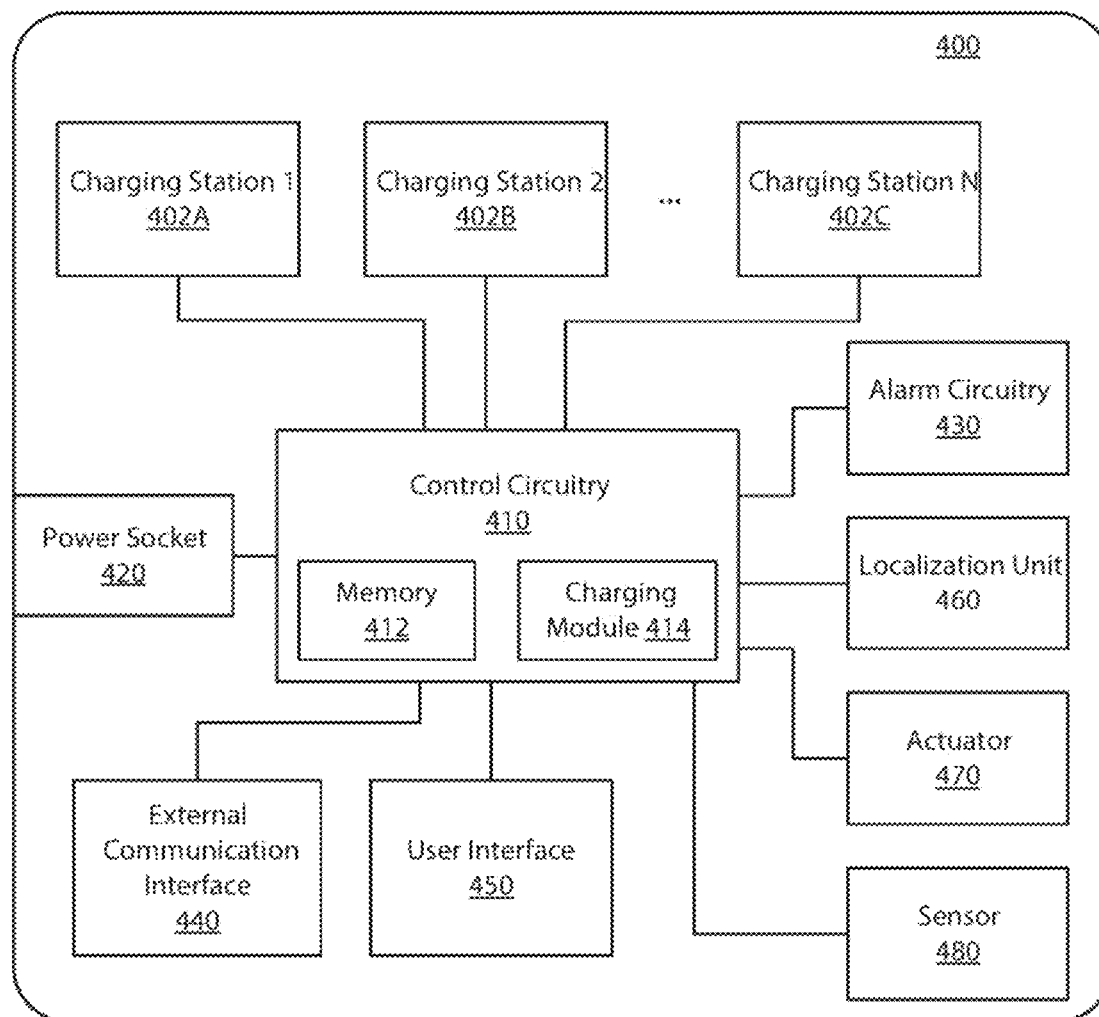 400
Charging Station 1
402A
Charging Station 2
402B
...
Charging Station N
402C
Alarm Circuitry
430
Control Circuitry
410
Power Socket
420
Memory
412
Charging
Module 414
Localization Unit
460
Actuator
470
External
Communication
Interface
440
User Interface
450
Sensor
480